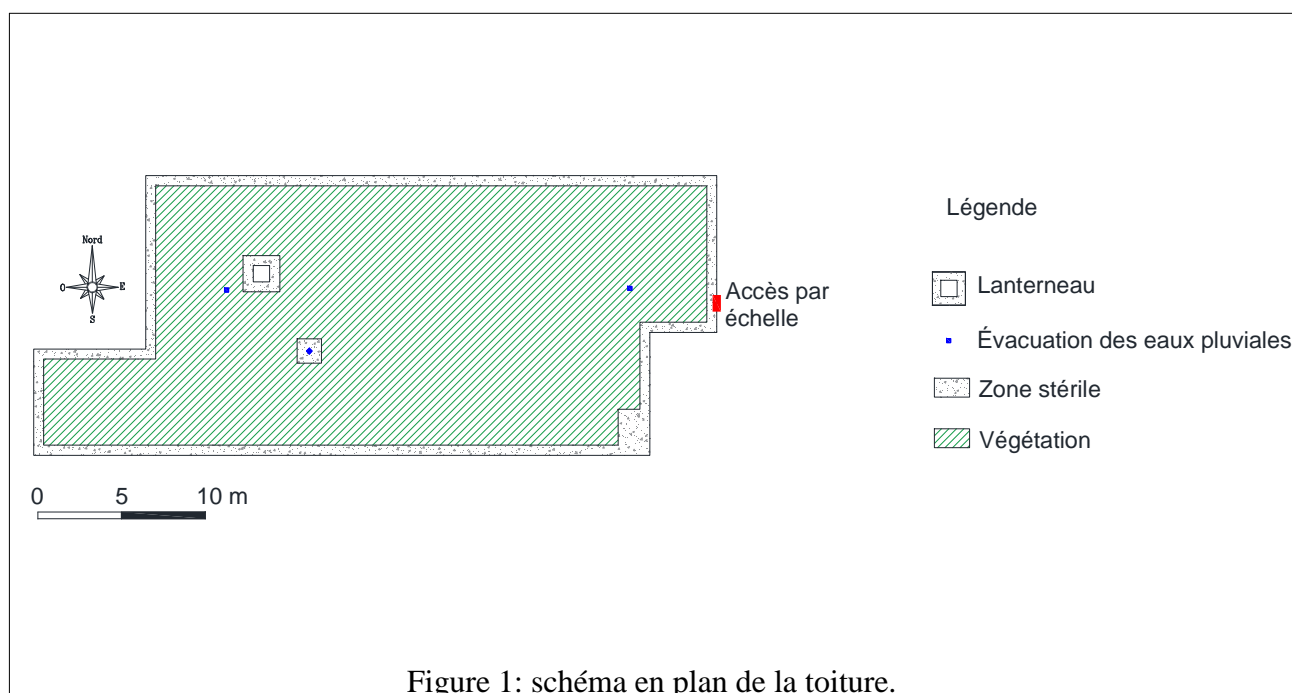 Nord
O
E
S
Accès par
échelle
0 5 10 m
Légende
Lanterneau
Évacuation des eaux pluviales
Zone stérile
Végétation
Figure 1: schéma en plan de la toiture.